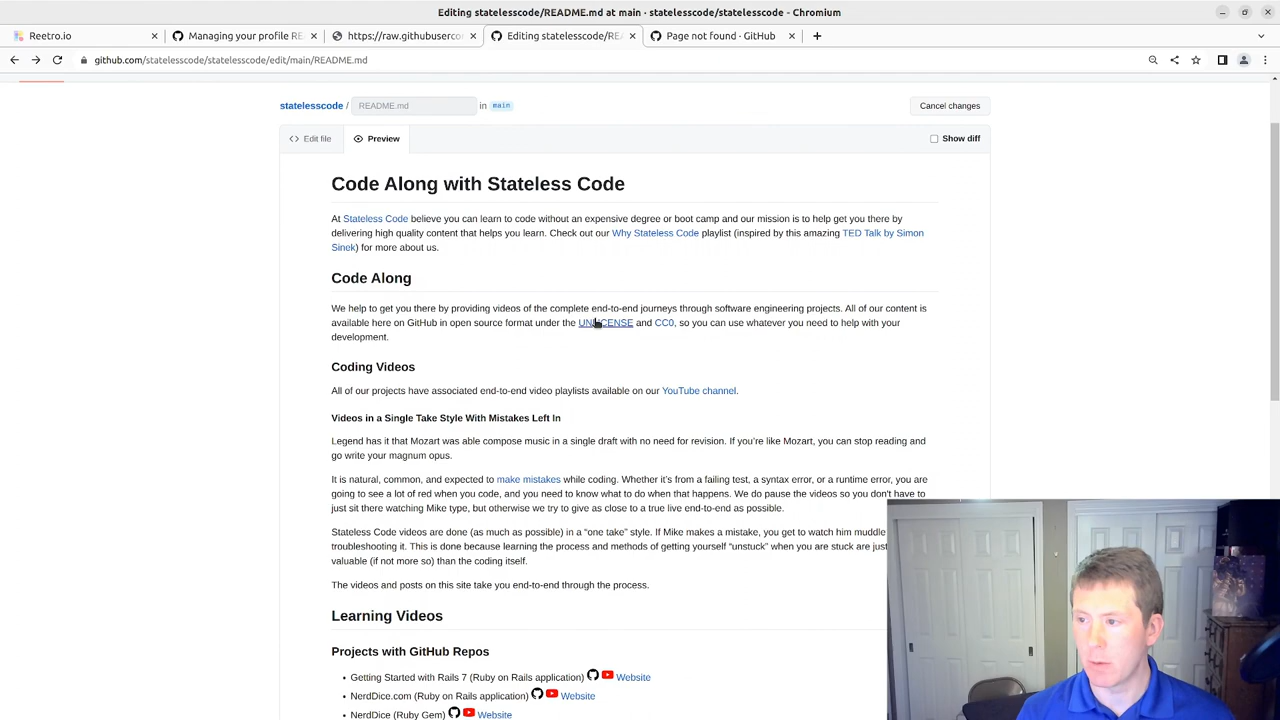 Editing statelesscode/README.md at main · statelesscode/statelesscode - Chromium
Reetro.io
Managing your profile RE
https://raw.githubuserco
Editing statelesscode/RE
Page not found · GitHub
github.com/statelesscode/statelesscode/edit/main/README.md
statelesscode / README.md in main
Cancel changes
Edit file
Preview
Show diff
Code Along with Stateless Code
At Stateless Code believe you can learn to code without an expensive degree or boot camp and our mission is to help get you there by
delivering high quality content that helps you learn. Check out our Why Stateless Code playlist (inspired by this amazing TED Talk by Simon
Sinek) for more about us.
Code Along
We help to get you there by providing videos of the complete end-to-end journeys through software engineering projects. All of our content is
available here on GitHub in open source format under the UNLICENSE and CC0, so you can use whatever you need to help with your
development.
Coding Videos
All of our projects have associated end-to-end video playlists available on our YouTube channel.
Videos in a Single Take Style With Mistakes Left In
Legend has it that Mozart was able compose music in a single draft with no need for revision. If you're like Mozart, you can stop reading and
go write your magnum opus.
It is natural, common, and expected to make mistakes while coding. Whether it's from a failing test, a syntax error, or a runtime error, you are
going to see a lot of red when you code, and you need to know what to do when that happens. We do pause the videos so you don't have to
just sit there watching Mike type, but otherwise we try to give as close to a true live end-to-end as possible.
Stateless Code videos are done (as much as possible) in a “one take” style. If Mike makes a mistake, you get to watch him muddle
troubleshooting it. This is done because learning the process and methods of getting yourself “unstuck” when you are stuck are just
valuable (if not more so) than the coding itself.
The videos and posts on this site take you end-to-end through the process.
Learning Videos
Projects with GitHub Repos
• Getting Started with Rails 7 (Ruby on Rails application) Website
• NerdDice.com (Ruby on Rails application) Website
• NerdDice (Ruby Gem) Website